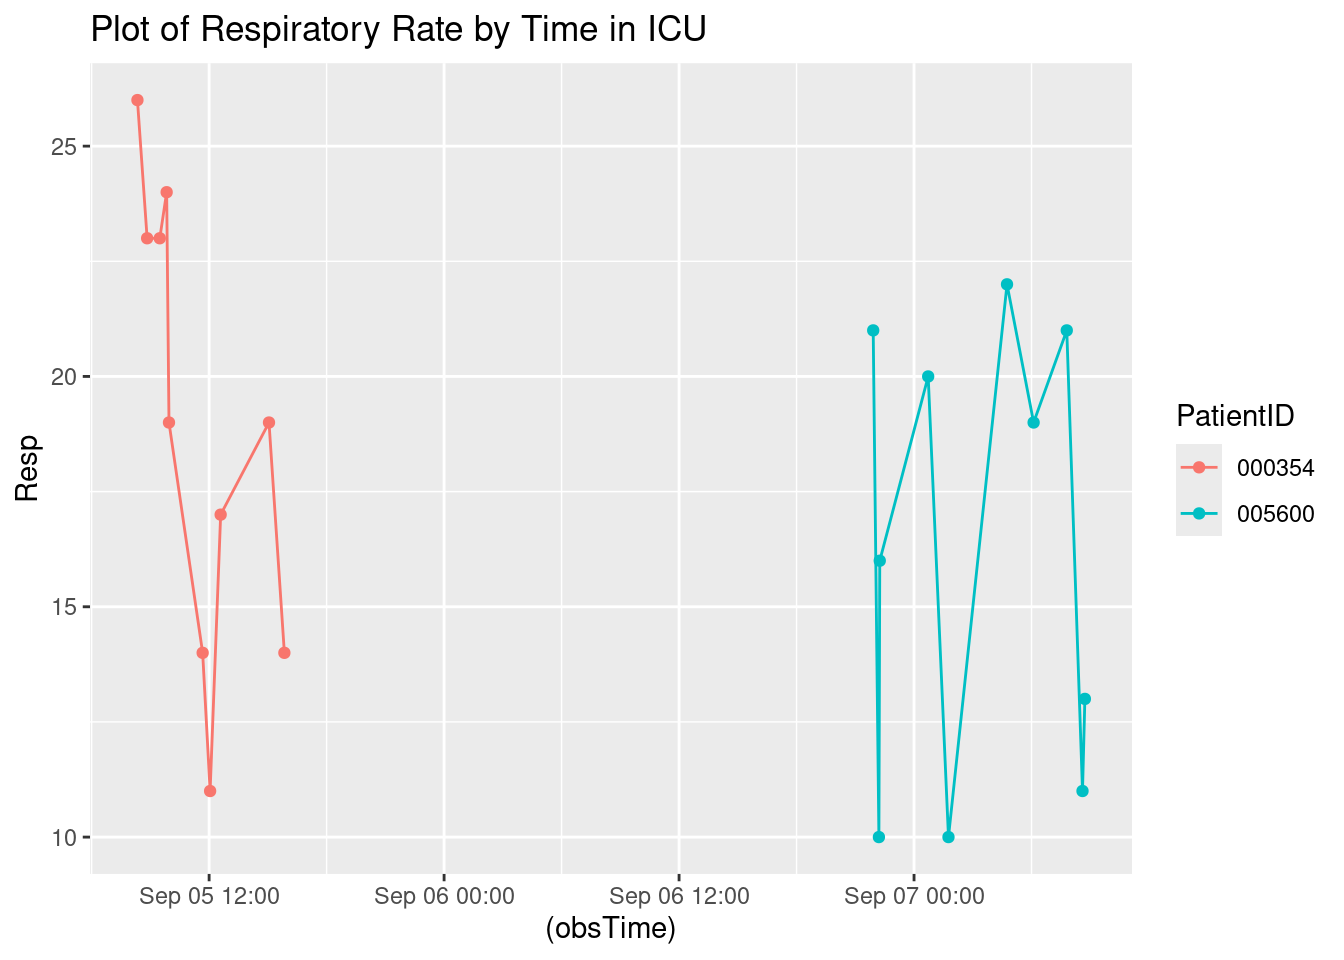 Plot of Respiratory Rate by Time in ICU
25
20
15
10
Resp
Sep 05 12:00
Sep 06 00:00
Sep 06 12:00
Sep 07 00:00
(obsTime)
PatientID
000354
005600